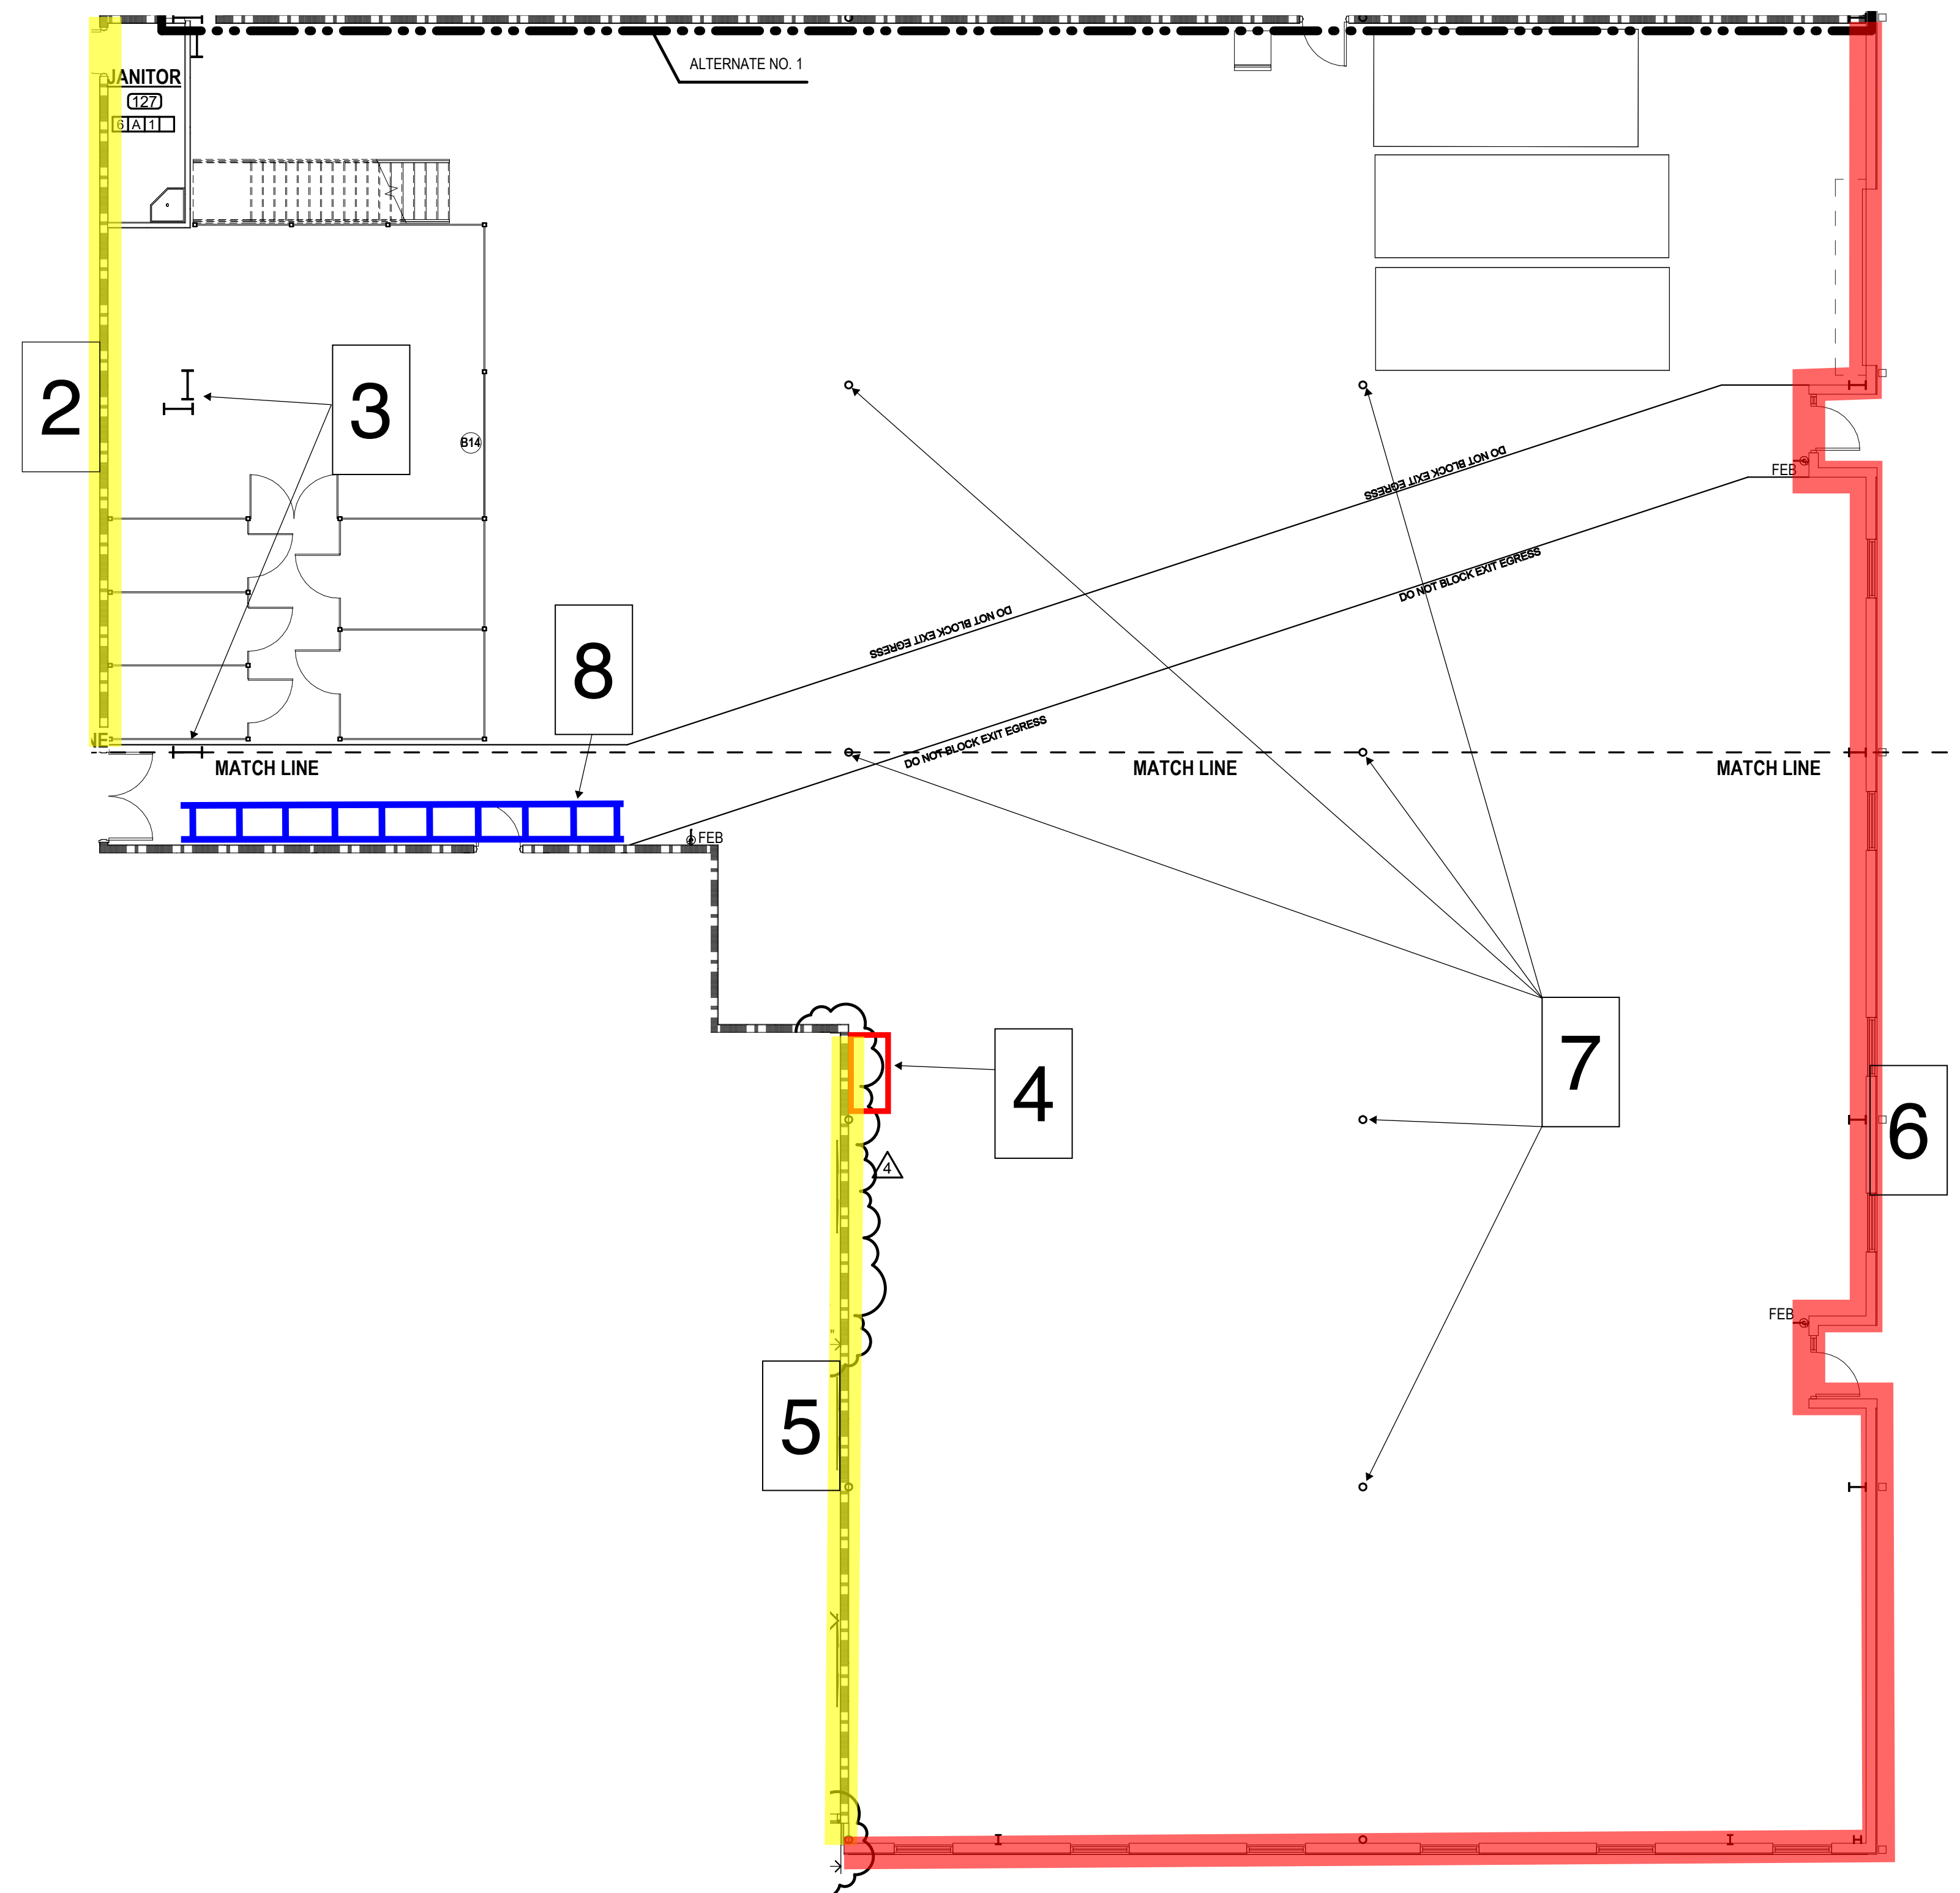 ALTERNATE NO. 1
JANITOR
127
6 A 1
2
3
B14
DO NOT BLOCK EXIT EGRESS
FEB
DO NOT BLOCK EXIT EGRESS
DO NOT BLOCK EXIT EGRESS
8
DO NOT BLOCK EXIT EGRESS
NE
MATCH LINE
MATCH LINE
MATCH LINE
FEB
7
4
6
4
FEB
"
5